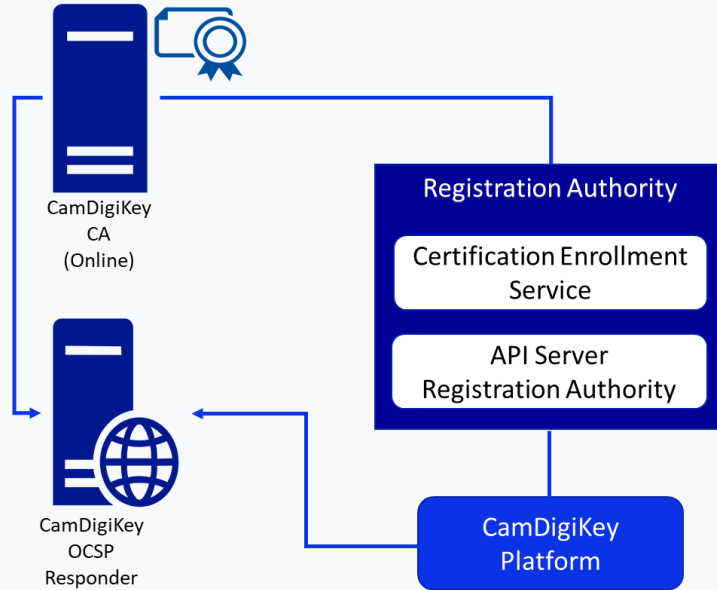 CamDigiKey
CA
(Online)
Registration Authority
Certification Enrollment
Service
API Server
Registration Authority
CamDigiKey
OCSP
Responder
CamDigiKey
Platform